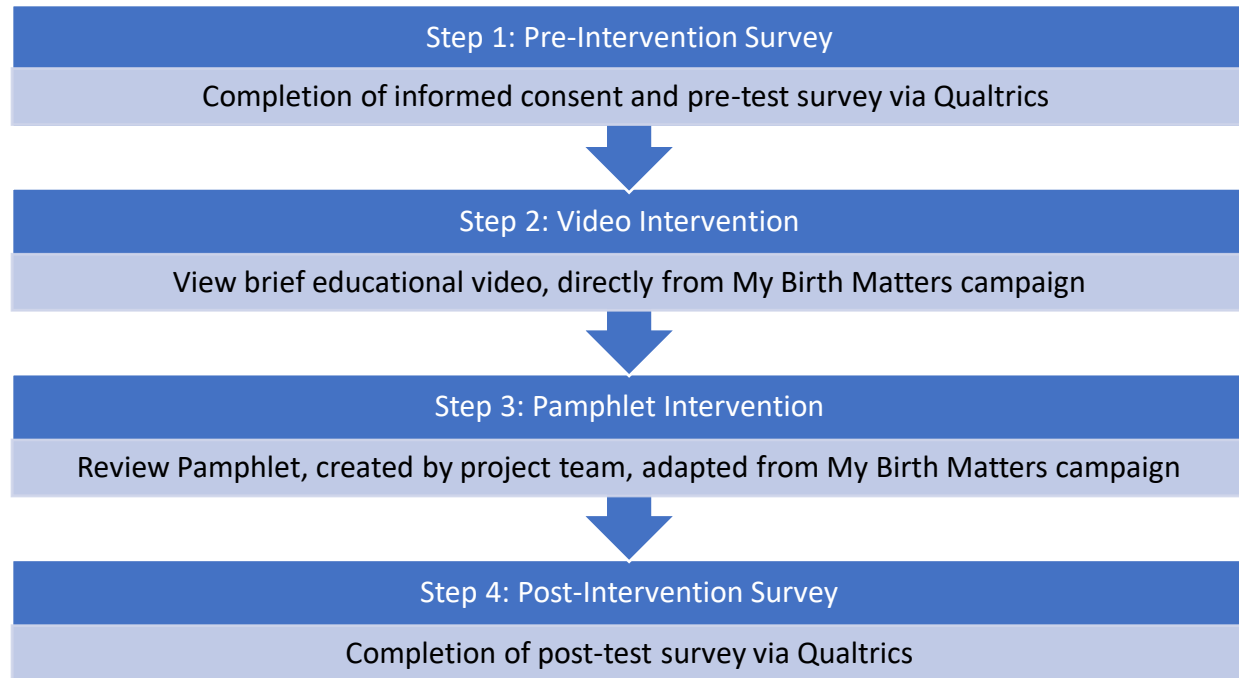 Step 1: Pre-Intervention Survey
Completion of informed consent and pre-test survey via Qualtrics
Step 2: Video Intervention
View brief educational video, directly from My Birth Matters campaign
Step 3: Pamphlet Intervention
Review Pamphlet, created by project team, adapted from My Birth Matters campaign
Step 4: Post-Intervention Survey
Completion of post-test survey via Qualtrics